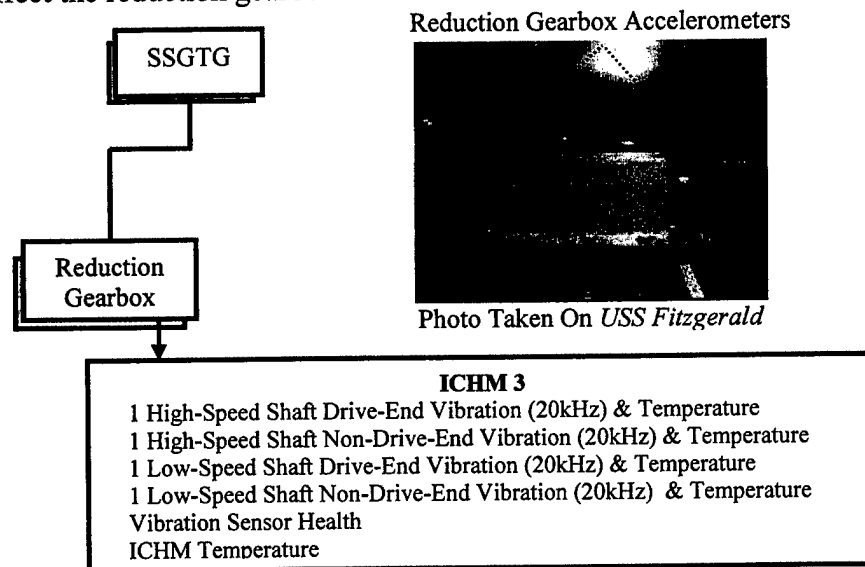 Reduction Gearbox Accelerometers
SSGTG
Reduction
Gearbox
Photo Taken On USS Fitzgerald
ICHM 3
1 High-Speed Shaft Drive-End Vibration (20kHz) & Temperature
1 High-Speed Shaft Non-Drive-End Vibration (20kHz) & Temperature
1 Low-Speed Shaft Drive-End Vibration (20kHz) & Temperature
1 Low-Speed Shaft Non-Drive-End Vibration (20kHz) & Temperature
Vibration Sensor Health
ICHM Temperature